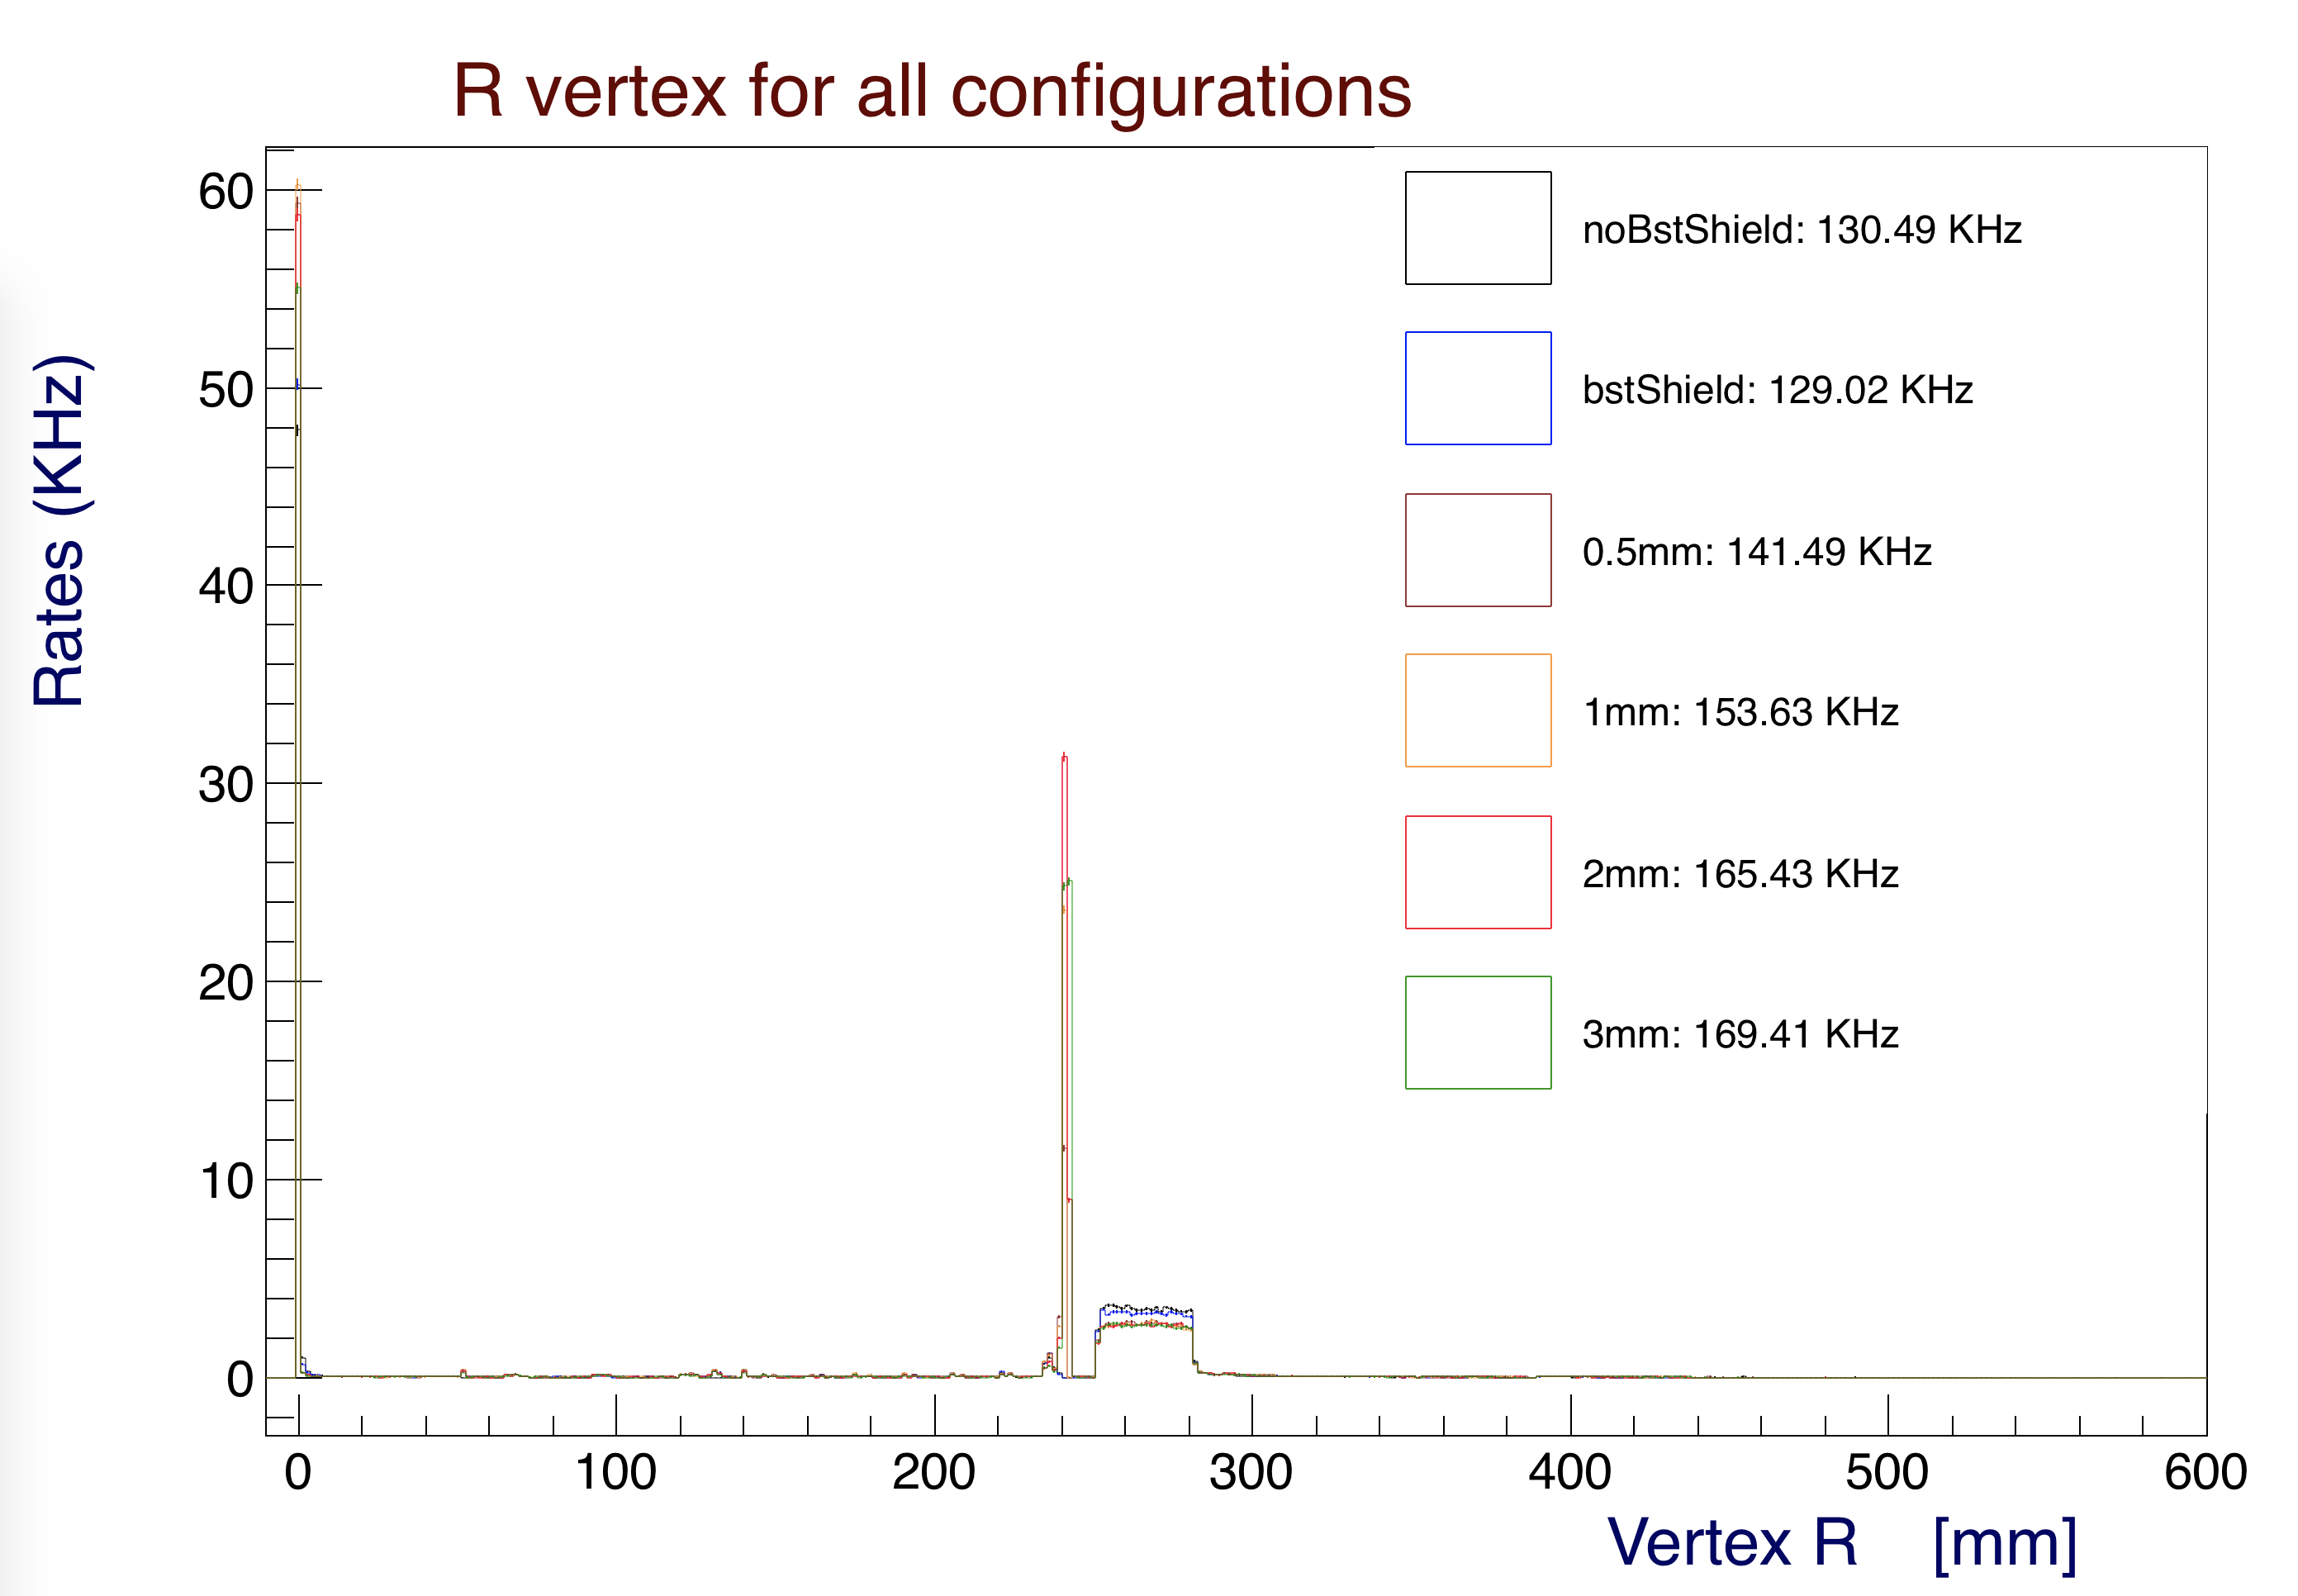 R vertex for all configurations
Rates (KHz)
60
50
40
30
20
10
0
noBstShield: 130.49 KHz
bstShield: 129.02 KHz
0.5mm: 141.49 KHz
1mm: 153.63 KHz
2mm: 165.43 KHz
3mm: 169.41 KHz
0 100 200 300 400 500 600
Vertex R [mm]